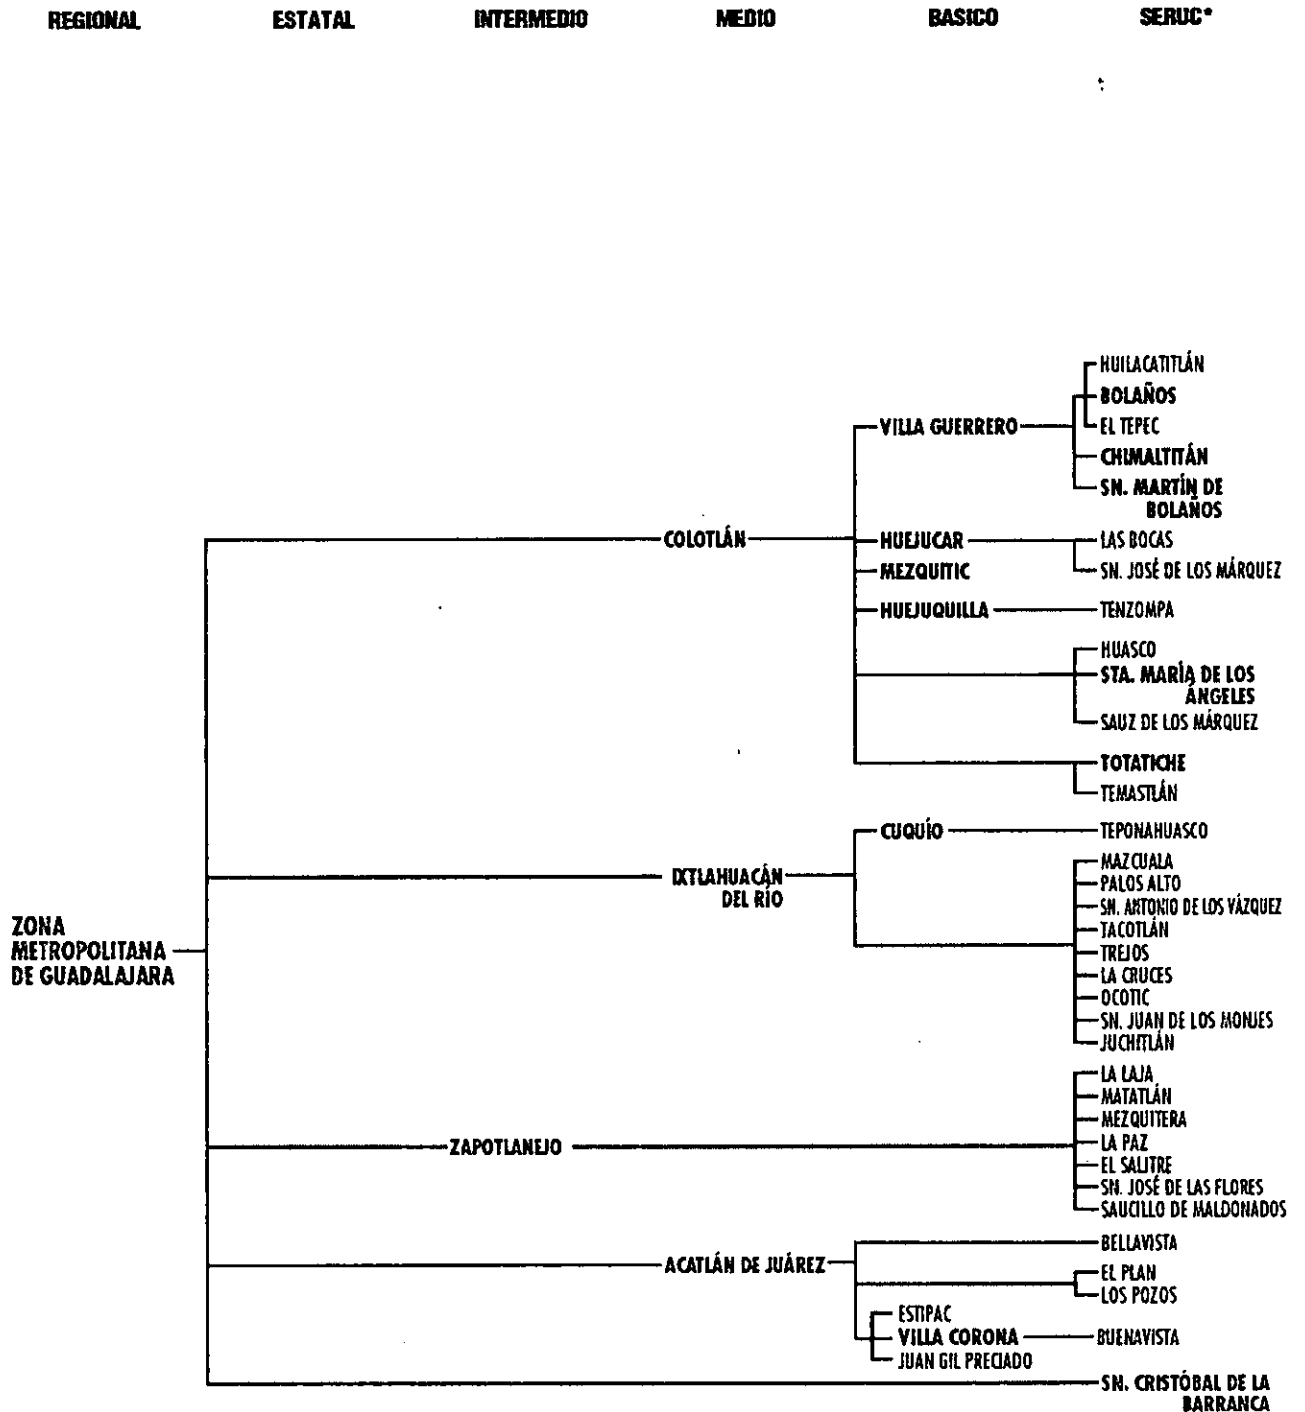 REGIONAL ESTATAL INTERMEDIO MEDIO BASICO SERUC*
HUILACATITLÁN
BOLAÑOS
VILLA GUERRERO EL TEPEC
CHIMALTITÁN
SN. MARTÍN DE
BOLAÑOS
COLOTLÁN HUEJUCAR LAS BOCAS
MEZQUITIC SN. JOSÉ DE LOS MÁRQUEZ
HUEJUQUILLA TENZOMPA
HUASCO
STA. MARÍA DE LOS
ÁNGELES
SAUZ DE LOS MÁRQUEZ
TOTATICHE
TEMASTLÁN
CUQUÍO TEPONAHUASCO
MAZCUALA
IXTLAHUACÁN
DEL RÍO
PALOS ALTO
SN. ANTONIO DE LOS VÁZQUEZ
TACOTLÁN
TREJOS
LA CRUCES
OCOTIC
SN. JUAN DE LOS MONJES
JUCHITLÁN
ZONA
METROPOLITANA
DE GUADALAJARA
LA LAJA
MATATLÁN
MEZQUITERA
ZAPOTLANEJO LA PAZ
EL SALITRE
SN. JOSÉ DE LAS FLORES
SAUCILLO DE MALDONADOS
BELLAVISTA
ACATLÁN DE JUÁREZ EL PLAN
LOS POZOS
ESTIPAC
VILLA CORONA BUENAVISTA
JUAN GIL PRECIADO
SN. CRISTÓBAL DE LA
BARRANCA